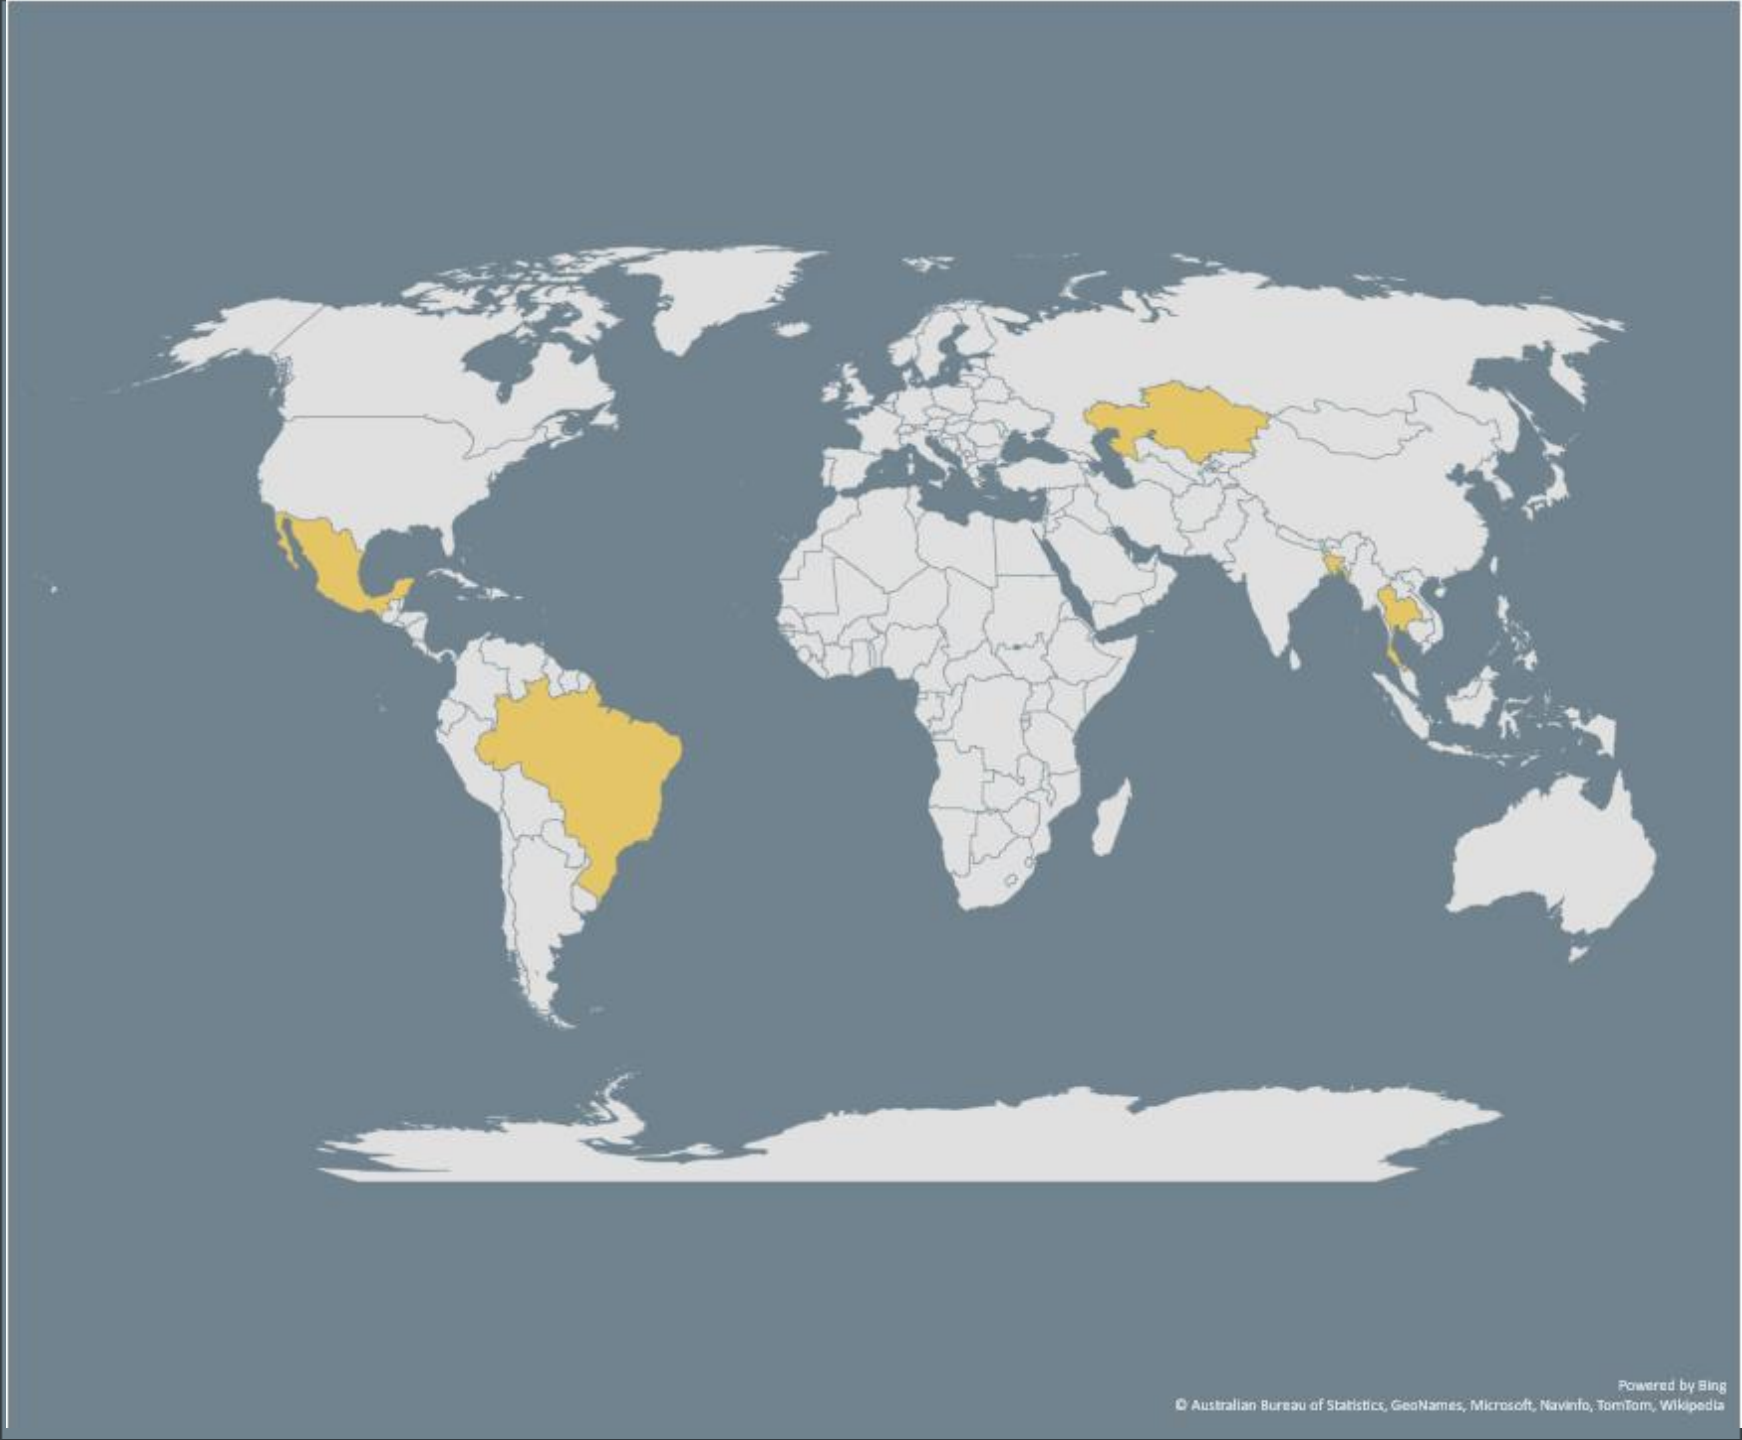 Powered by Bing
© Australian Bureau of Statistics, GeoNames, Microsoft, Navinfo, TomTom, Wikipedia